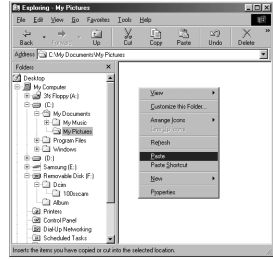 Exploring - My Pictures
File Edit View Go Favorites Tools Help
Back Forward Up Cut Copy Paste Undo Delete
Address C:\My Documents\My Pictures
Folders
Desktop
My Computer
3½ Floppy (A:)
(C:)
My Documents
My Music
My Pictures
Program Files
Windows
(D:)
Samsung (E:)
Removable Disk (F:)
Dcim
100sscam
Album
Printers
Control Panel
Dial-Up Networking
Scheduled Tasks
View
Customize this Folder...
Arrange Icons
Line Up Icons
Refresh
Paste
Paste Shortcut
New
Properties
Inserts the items you have copied or cut into the selected location.